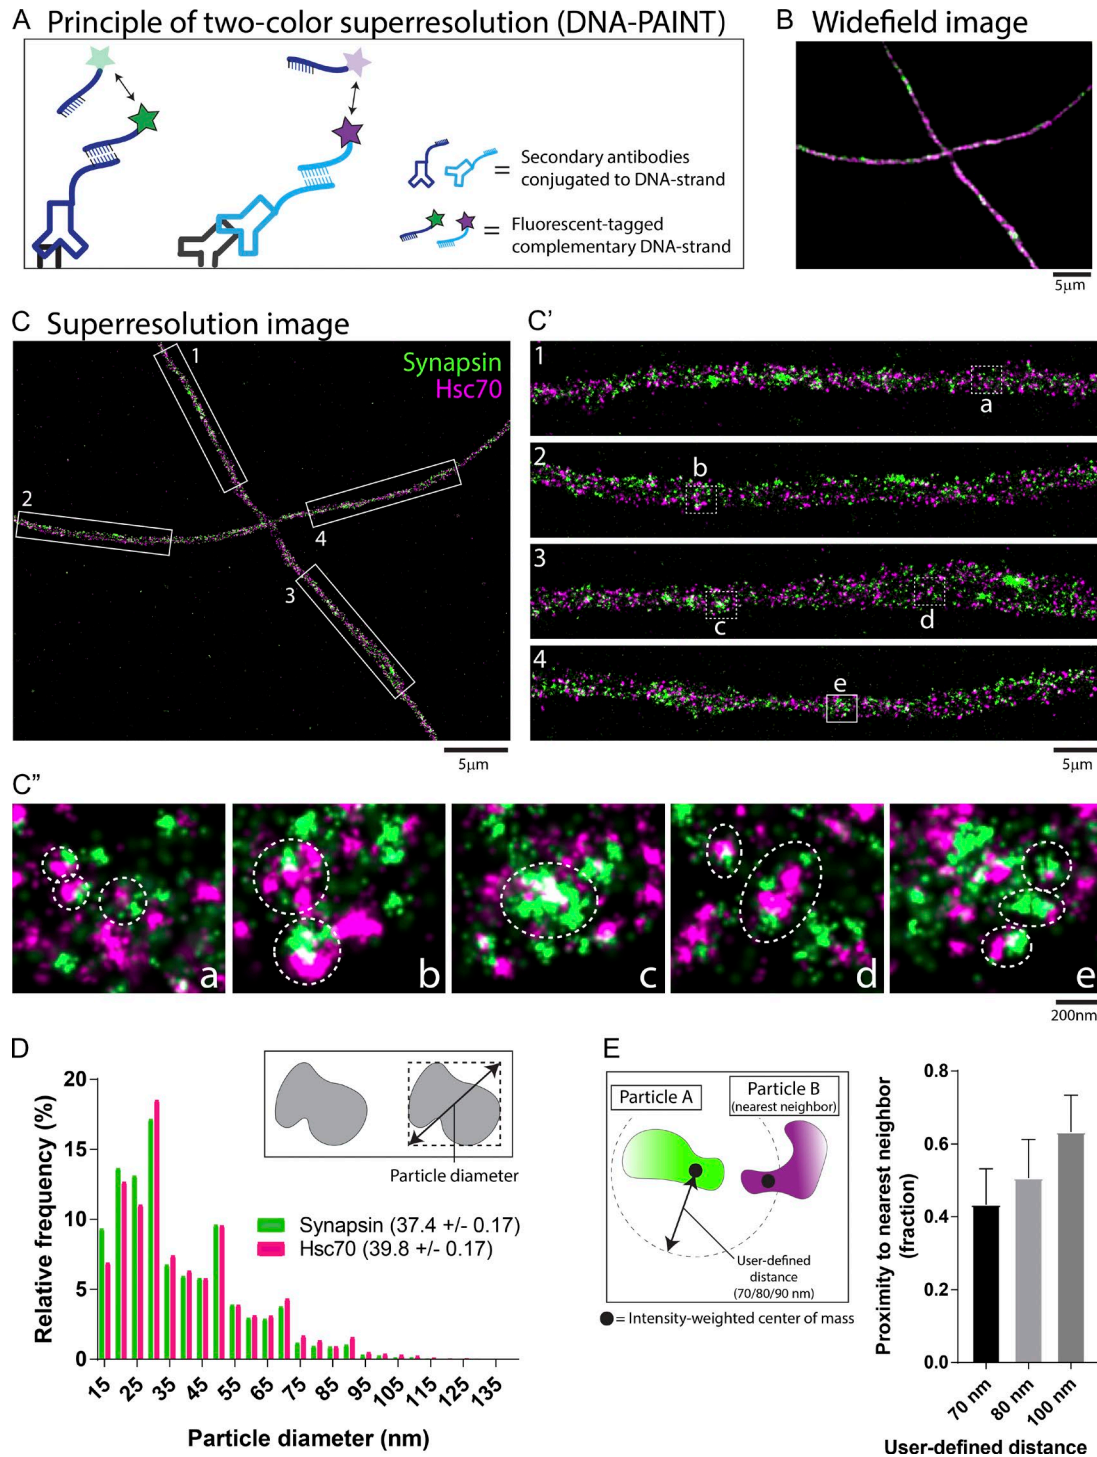 A Principle of two-color superresolution (DNA-PAINT)
= Secondary antibodies
conjugated to DNA-strand
= Fluorescent-tagged
complementary DNA-strand
B Widefield image
5μm
C Superresolution image
Synapsin
Hsc70
1
2
3
4
5μm
C'
1
a
2
b
3
c
d
4
e
5μm
C"
a
b
c
d
e
200nm
D
Relative frequency (%)
20
15
10
5
0
Particle diameter
Synapsin (37.4 +/- 0.17)
Hsc70 (39.8 +/- 0.17)
15 25 35 45 55 65 75 85 95 105 115 125 135
Particle diameter (nm)
E
Particle A
Particle B
(nearest neighbor)
User-defined
distance
(70/80/90 nm)
= Intensity-weighted center of mass
Proximity to nearest neighbor
(fraction)
0.8
0.6
0.4
0.2
0.0
70 nm 80 nm 100 nm
User-defined distance